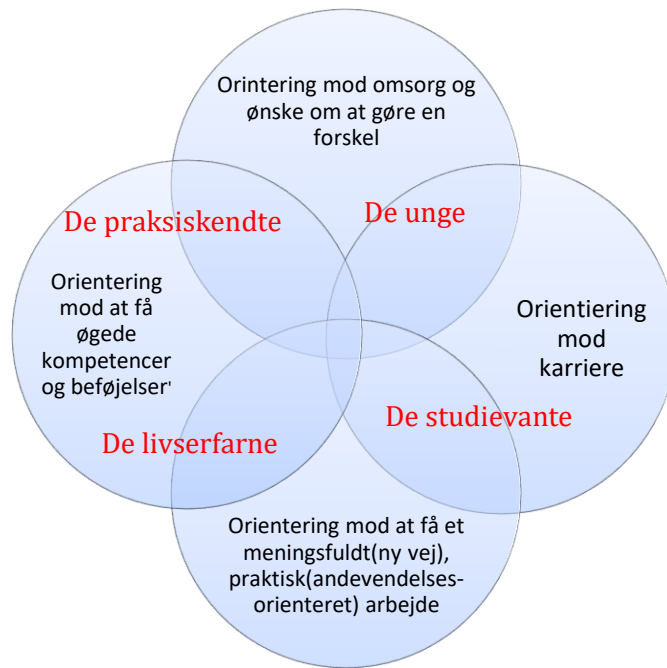 Orintering mod omsorg og
ønske om at gøre en
forskel
De praksiskendte
De unge
Orientering
mod at få
øgede
kompetencer
og beføjelser'
Orientiering
mod
karriere
De livserfarne
De studievante
Orientering mod at få et
meningsfuldt(ny vej),
praktisk(andevendelses-
orienteret) arbejde